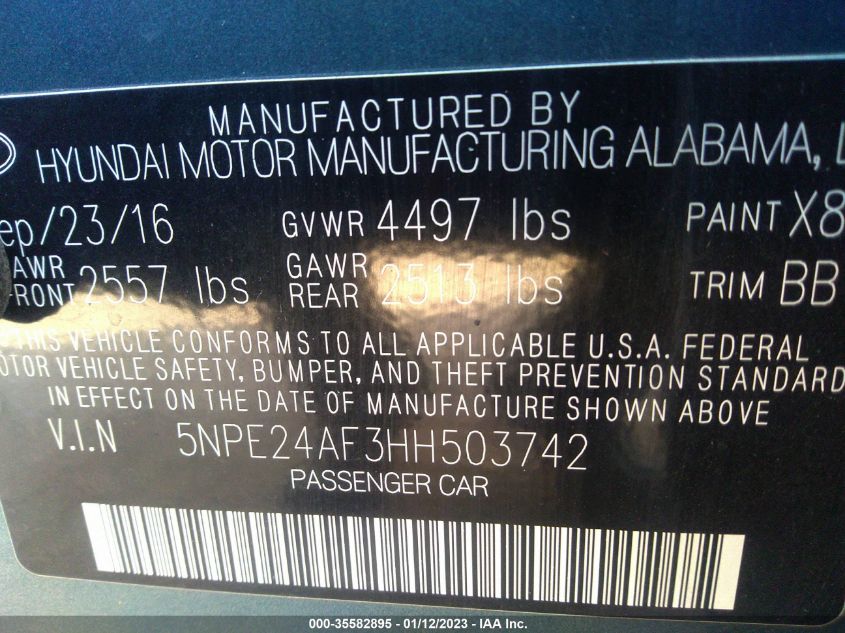 MANUFACTURED BY
HYUNDAI MOTOR MANUFACTURING ALABAMA, L
ep/23/16 GVWR 4497 lbs PAINT X8
AWR FRONT 2557 lbs GAWR REAR 2513 lbs TRIM BB
THIS VEHICLE CONFORMS TO ALL APPLICABLE U.S.A. FEDERAL
OTOR VEHICLE SAFETY, BUMPER, AND THEFT PREVENTION STANDARD
IN EFFECT ON THE DATE OF MANUFACTURE SHOWN ABOVE
V.I.N 5NPE24AF3HH503742
PASSENGER CAR
000-35582895 - 01/12/2023 - IAA Inc.